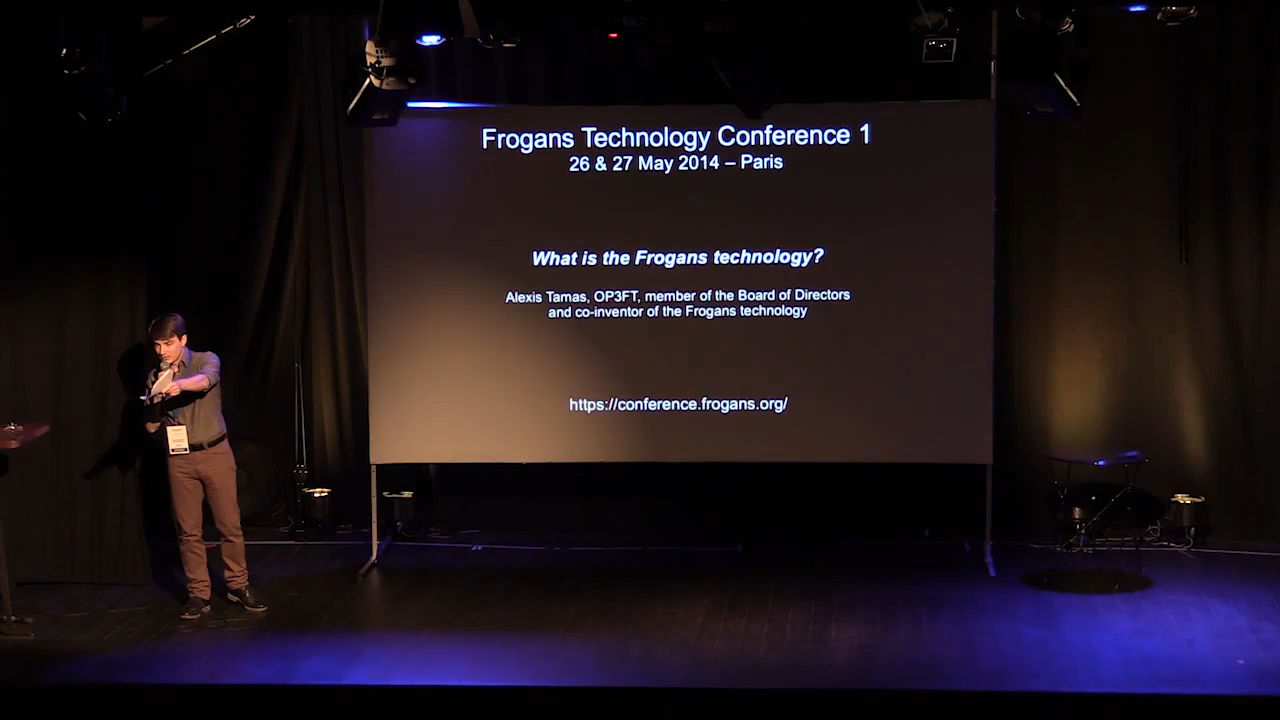 Frogans Technology Conference 1
26 & 27 May 2014 – Paris
What is the Frogans technology?
Alexis Tamas, OP3FT, member of the Board of Directors
and co-inventor of the Frogans technology
https://conference.frogans.org/